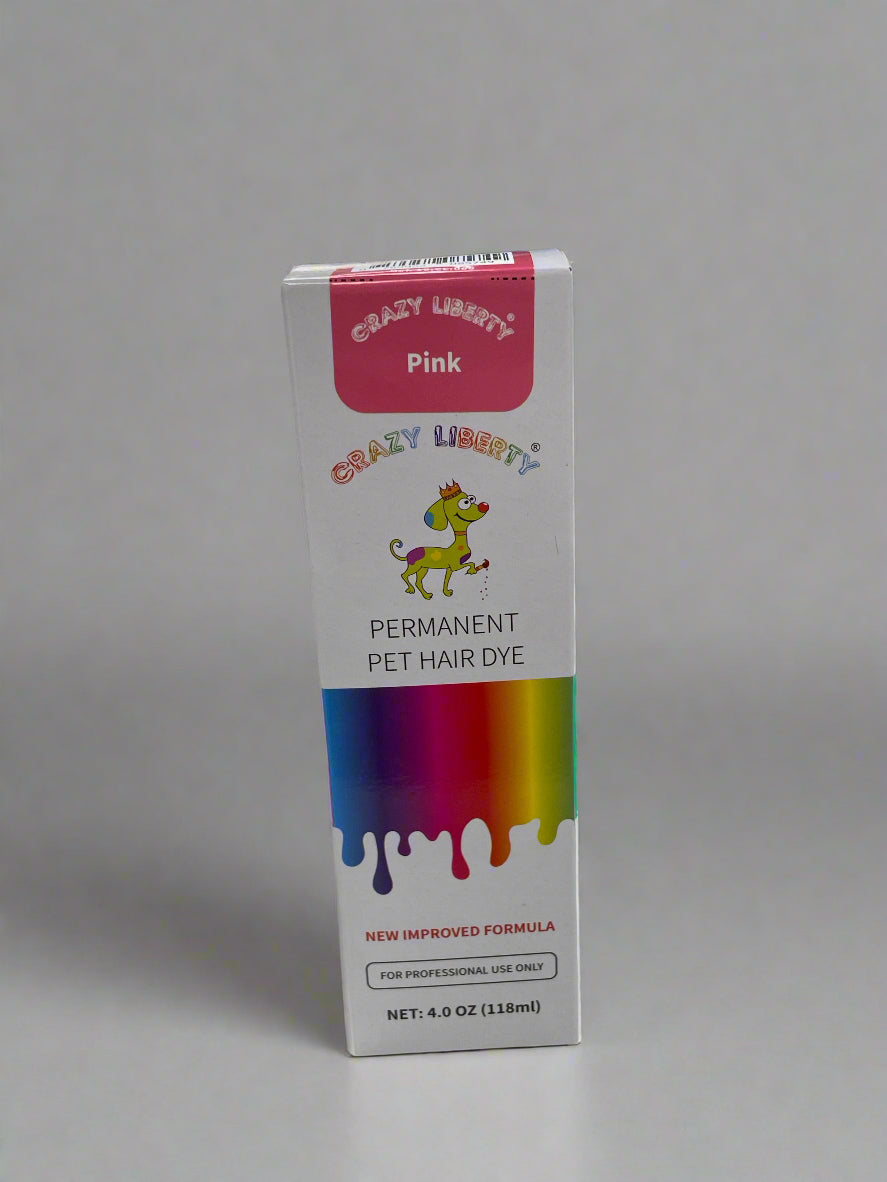 CRAZY LIBERTY®
Pink
CRAZY LIBERTY®
PERMANENT
PET HAIR DYE
NEW IMPROVED FORMULA
FOR PROFESSIONAL USE ONLY
NET: 4.0 OZ (118ml)